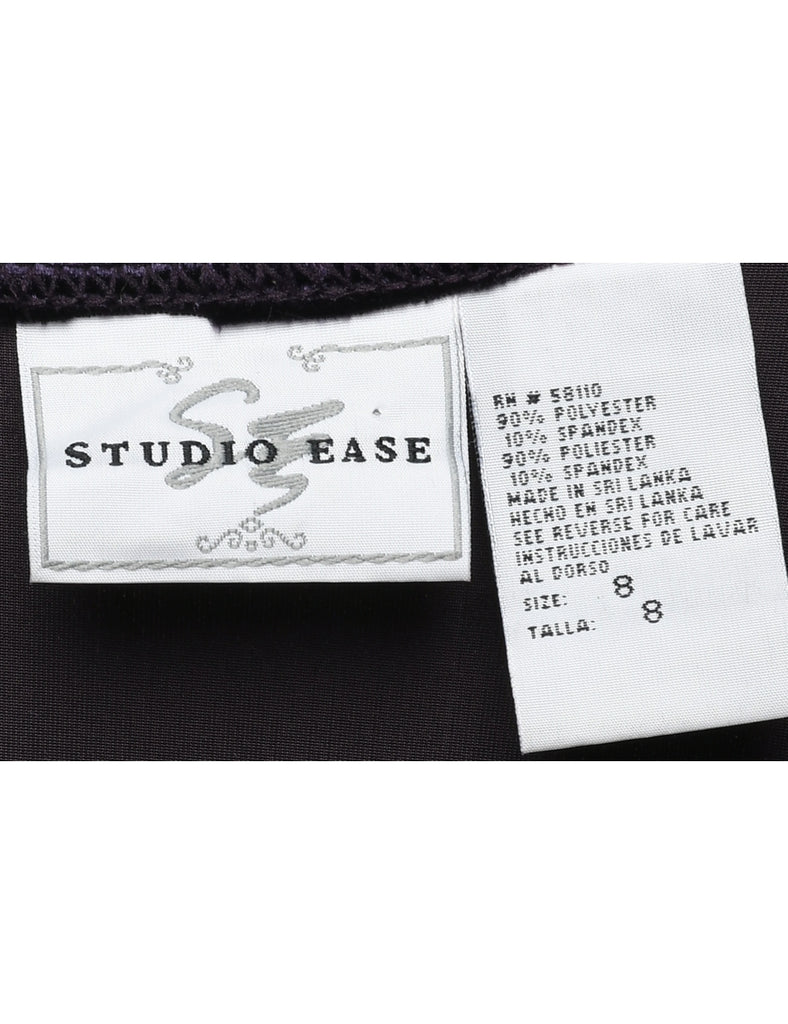 SE
STUDIO EASE
RN # 58110
90% POLYESTER
10% SPANDEX
90% POLIESTER
10% SPANDEX
MADE IN SRI LANKA
HECHO EN SRI LANKA
SEE REVERSE FOR CARE
INSTRUCCIONES DE LAVAR
AL DORSO
SIZE: 8
TALLA: 8